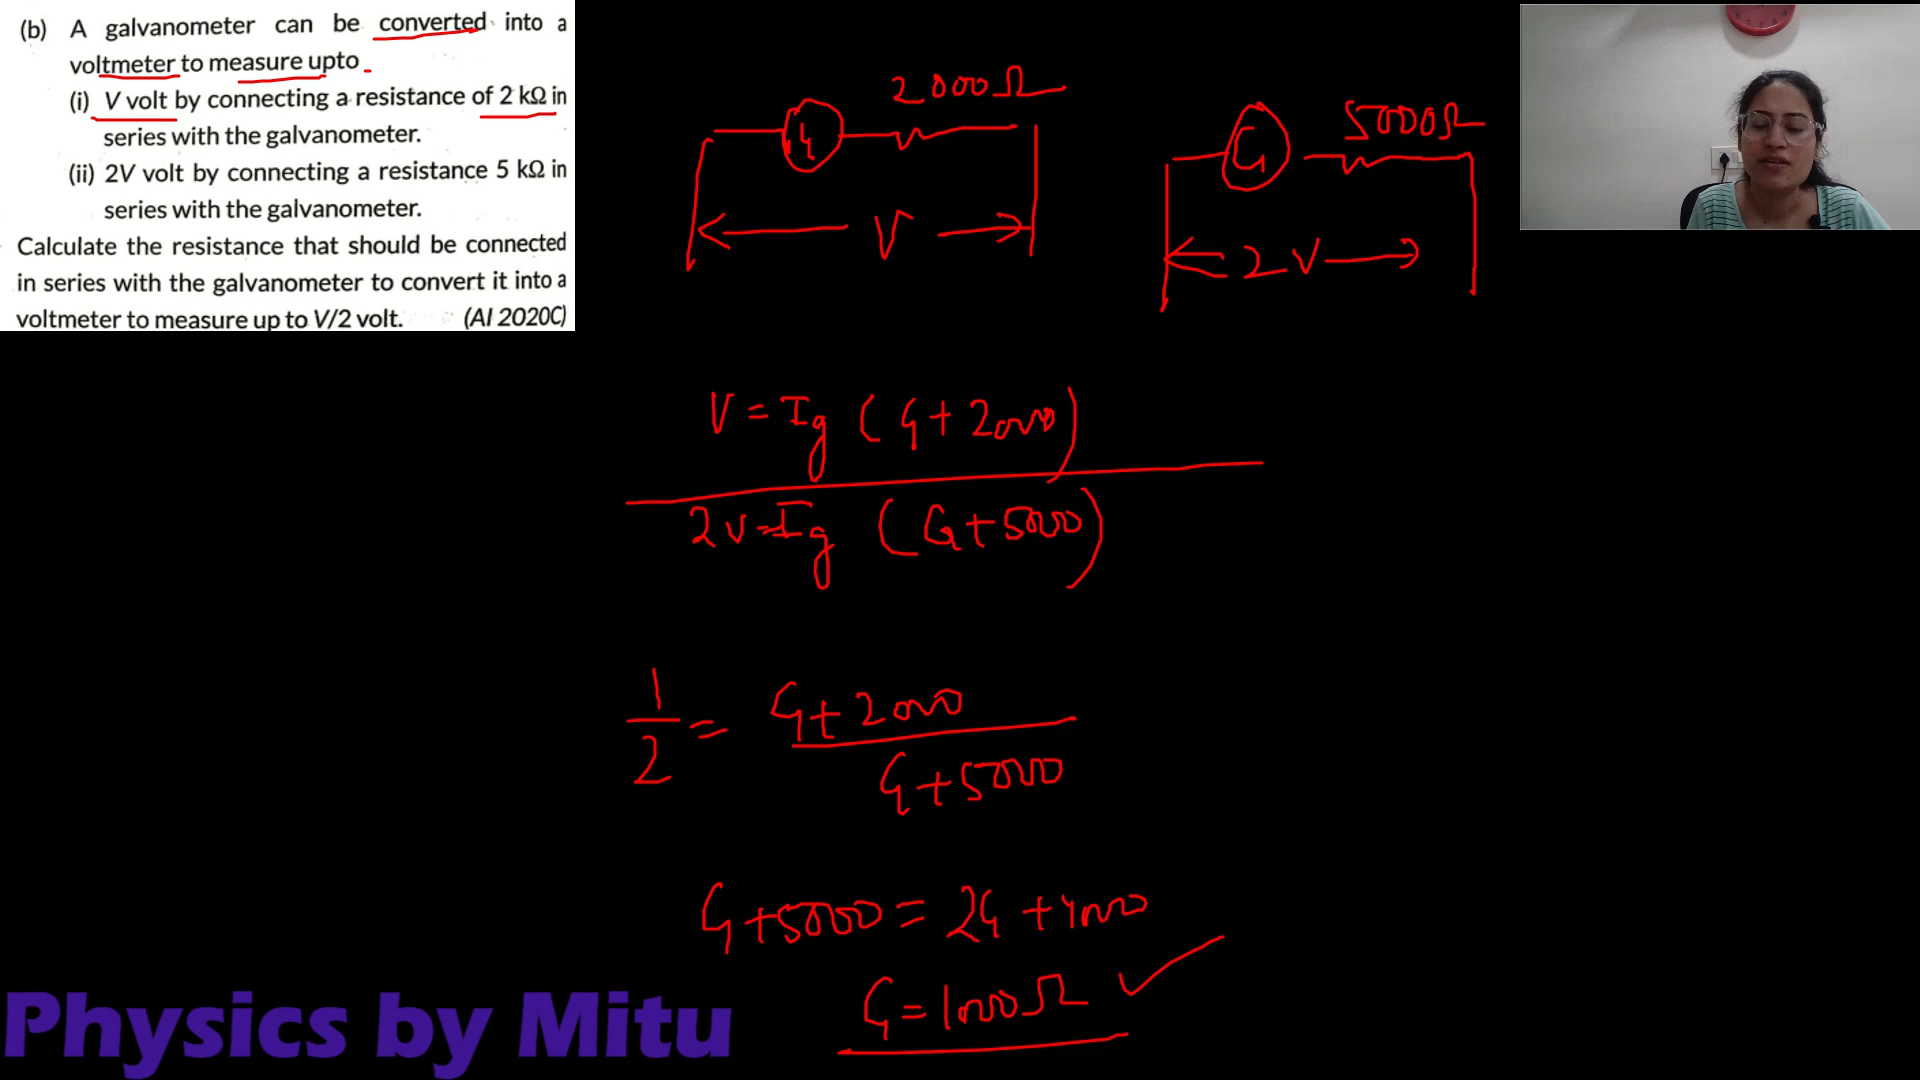 (b) A galvanometer can be converted into a
voltmeter to measure upto
(i) V volt by connecting a resistance of 2 kΩ in
series with the galvanometer.
(ii) 2V volt by connecting a resistance 5 kΩ in
series with the galvanometer.
Calculate the resistance that should be connected
in series with the galvanometer to convert it into a
voltmeter to measure up to V/2 volt. (AI 2020C)
2000Ω
G
V
5000Ω
G
2V
V = Ig (G + 2000)
2V = Ig (G + 5000)
1/2 = G + 2000 / G + 5000
G + 5000 = 2G + 4000
G = 1000Ω ✓
Physics by Mitu